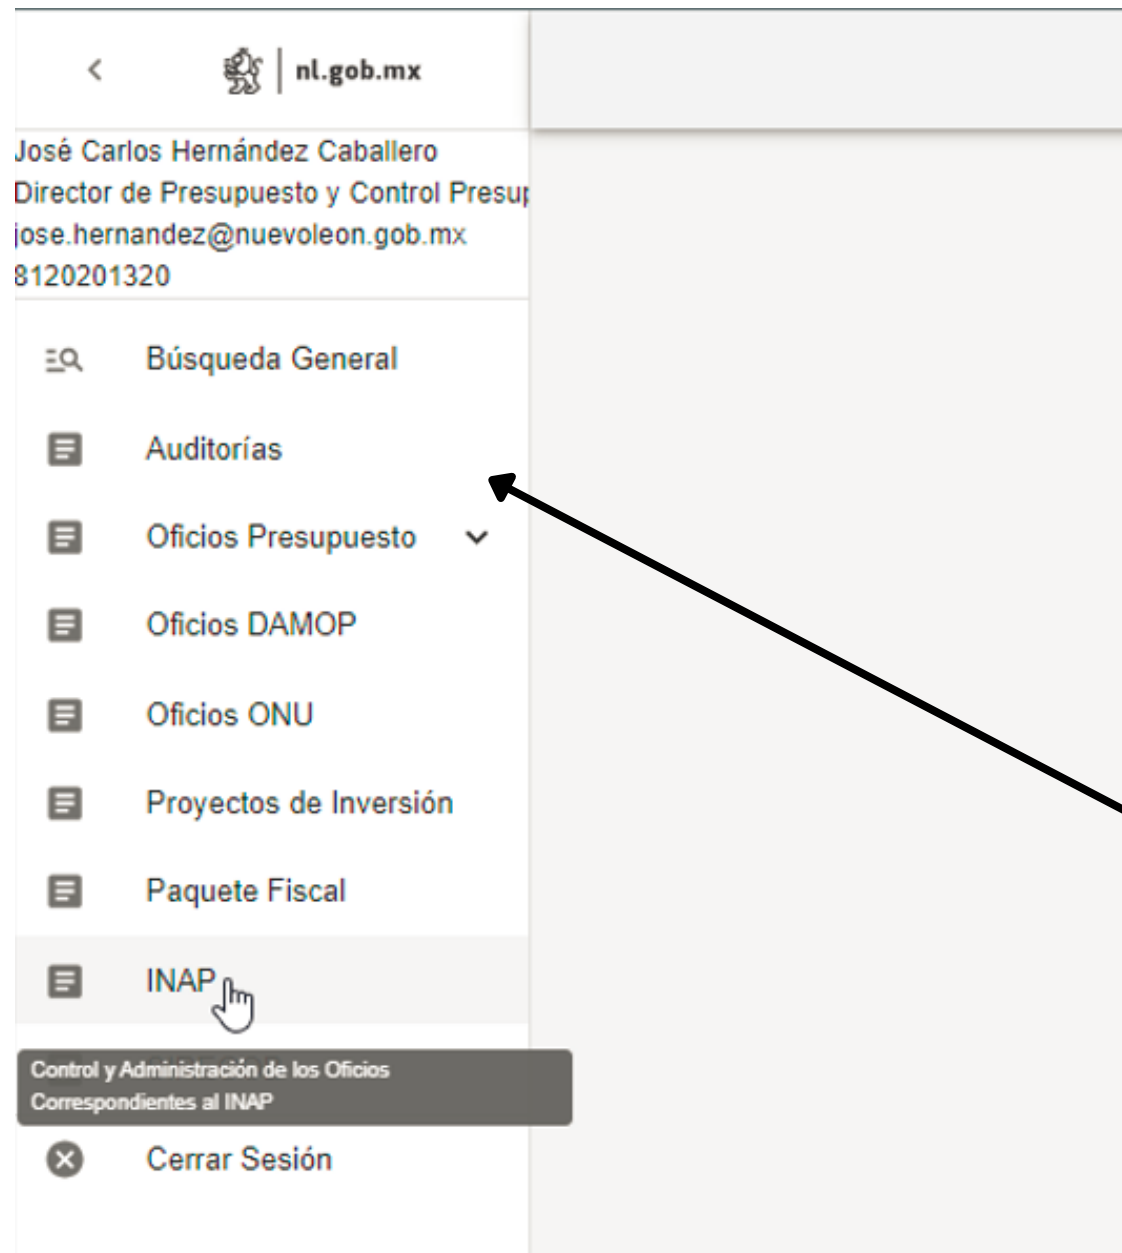 nl.gob.mx
José Carlos Hernández Caballero
Director de Presupuesto y Control
jose.hernandez@nuevoleon.gob.mx
8120201320
Búsqueda General
Auditorías
Oficios Presupuesto
Oficios DAMOP
Oficios ONU
Proyectos de Inversión
Paquete Fiscal
INAP
Control y Administración de los Oficios
Correspondientes al INAP
Cerrar Sesión